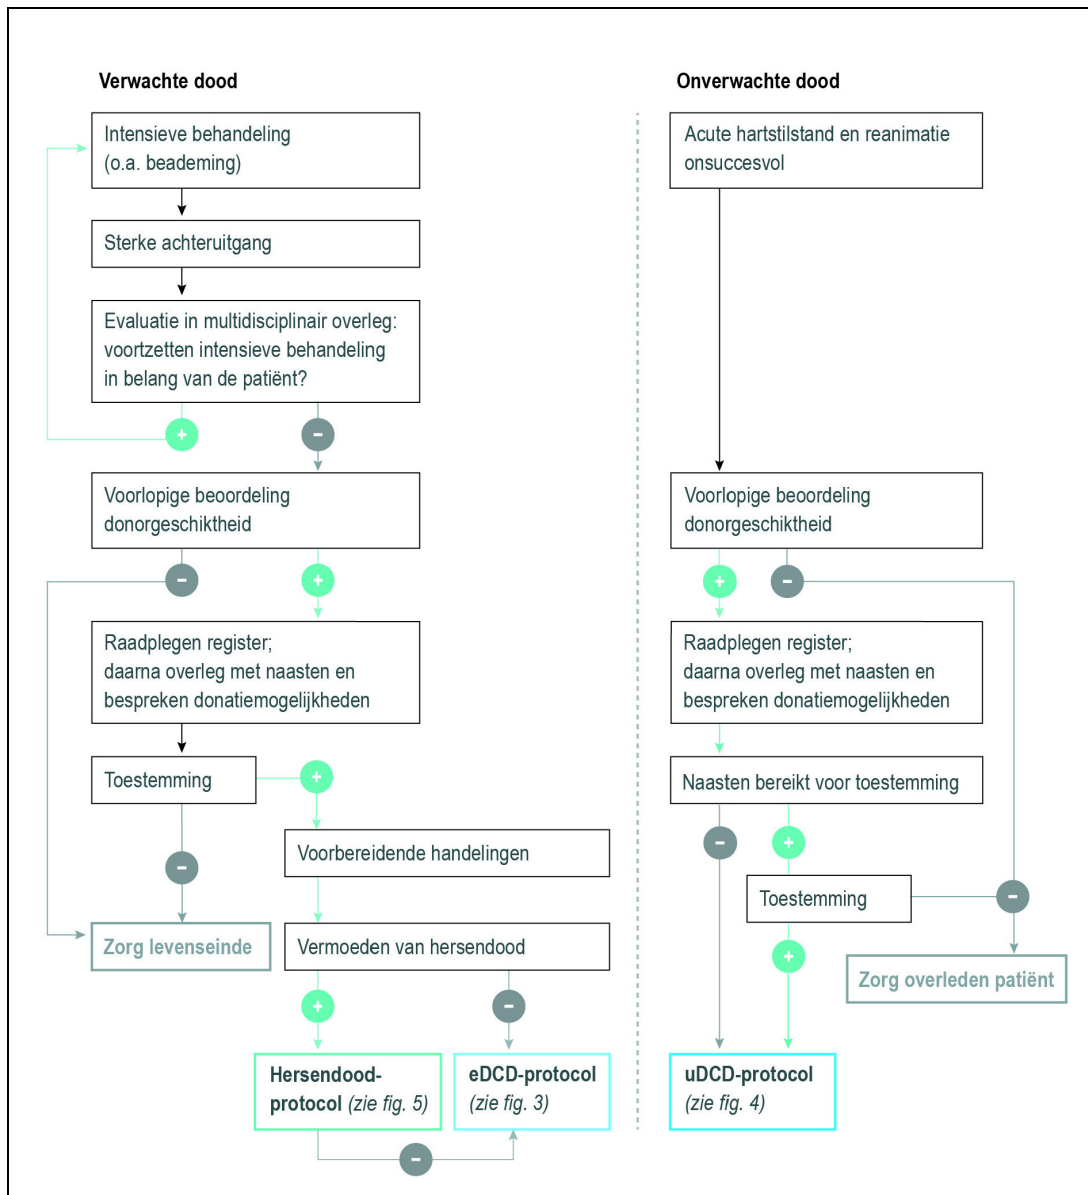 Verwachte dood
Intensieve behandeling
(o.a. beademing)
Sterke achteruitgang
Evaluatie in multidisciplinair overleg:
voortzetten intensieve behandeling
in belang van de patiënt?
+
-
Voorlopige beoordeling
donorgeschiktheid
-
+
Raadplegen register;
daarna overleg met naasten en
bespreken donatiemogelijkheden
Toestemming
+
-
Voorbereidende handelingen
Zorg levenseinde
Vermoeden van hersendood
+
-
Hersendood-
protocol (zie fig. 5)
eDCD-protocol
(zie fig. 3)
-
Onverwachte dood
Acute hartstilstand en reanimatie
onsuccesvol
Voorlopige beoordeling
donorgeschiktheid
+
-
Raadplegen register;
daarna overleg met naasten en
bespreken donatiemogelijkheden
Naasten bereikt voor toestemming
-
+
Toestemming
-
+
Zorg overleden patiënt
uDCD-protocol
(zie fig. 4)